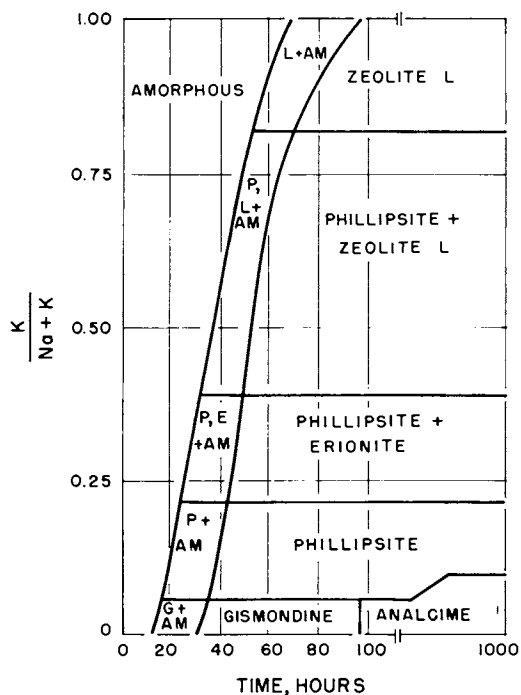 1.00
L+AM
AMORPHOUS
ZEOLITE L
0.75
P,
L+
AM
PHILLIPSITE +
ZEOLITE L
K
Na + K
0.50
P, E
+AM
PHILLIPSITE +
ERIONITE
0.25
P+
AM
PHILLIPSITE
G+
AM
GISMONDINE
ANALCIME
0
0
20
40
60
80
100
1000
TIME, HOURS